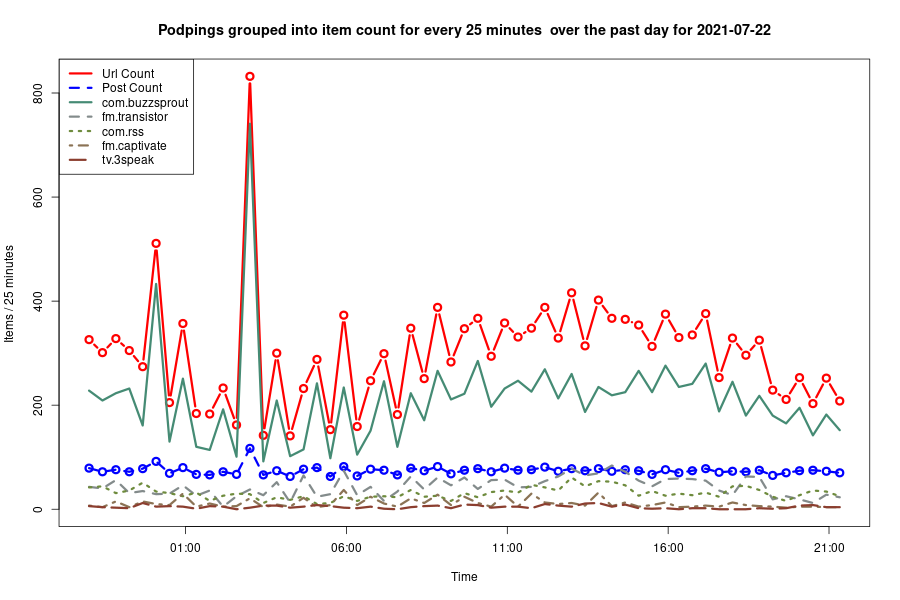 Podpings grouped into item count for every 25 minutes  over the past day for 2021-07-22
Url Count
Post Count
com.buzzsprout
fm.transistor
com.rss
fm.captivate
tv.3speak
Items / 25 minutes
800
600
400
200
0
01:00 06:00 11:00 16:00 21:00
Time